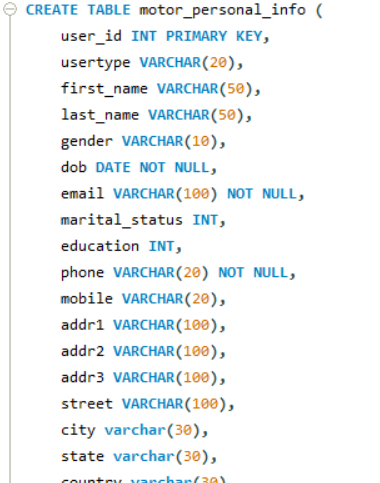 CREATE TABLE motor_personal_info (
user_id INT PRIMARY KEY,
usertype VARCHAR(20),
first_name VARCHAR(50),
last_name VARCHAR(50),
gender VARCHAR(10),
dob DATE NOT NULL,
email VARCHAR(100) NOT NULL,
marital_status INT,
education INT,
phone VARCHAR(20) NOT NULL,
mobile VARCHAR(20),
addr1 VARCHAR(100),
addr2 VARCHAR(100),
addr3 VARCHAR(100),
street VARCHAR(100),
city varchar(30),
state varchar(30),
country varchar(30)